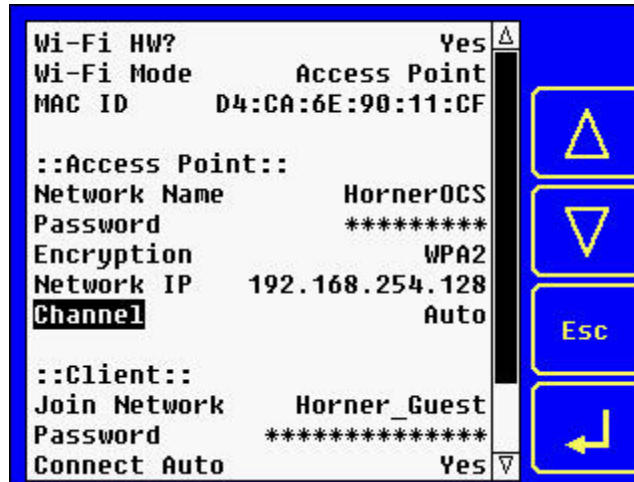 Wi-Fi HW? Yes
Wi-Fi Mode Access Point
MAC ID D4:CA:6E:90:11:CF
::Access Point::
Network Name HornerOCS
Password *********
Encryption WPA2
Network IP 192.168.254.128
Channel Auto
::Client::
Join Network Horner_Guest
Password **************
Connect Auto Yes
Esc